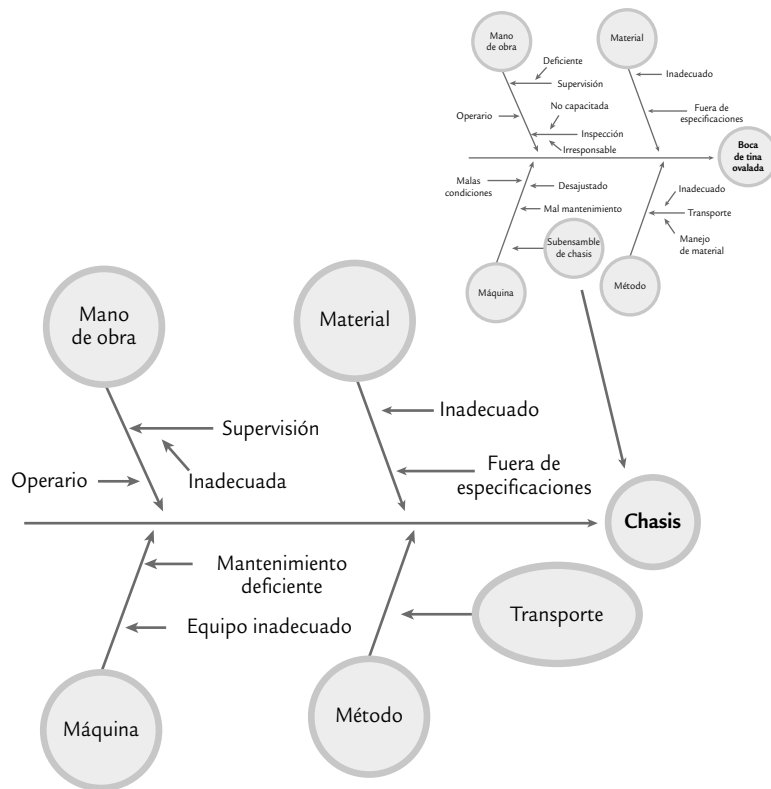 Mano
de obra
Material
Deficiente
Inadecuado
Supervisión
No capacitada
Fuera de
especificaciones
Operario
Inspección
Irresponsable
Boca
de tina
ovalada
Malas
condiciones
Desajustado
Inadecuado
Mal mantenimiento
Transporte
Manejo
de material
Subensamble
de chasis
Máquina
Método
Mano
de obra
Material
Inadecuado
Supervisión
Operario
Inadecuada
Fuera de
especificaciones
Chasis
Mantenimiento
deficiente
Equipo inadecuado
Transporte
Máquina
Método